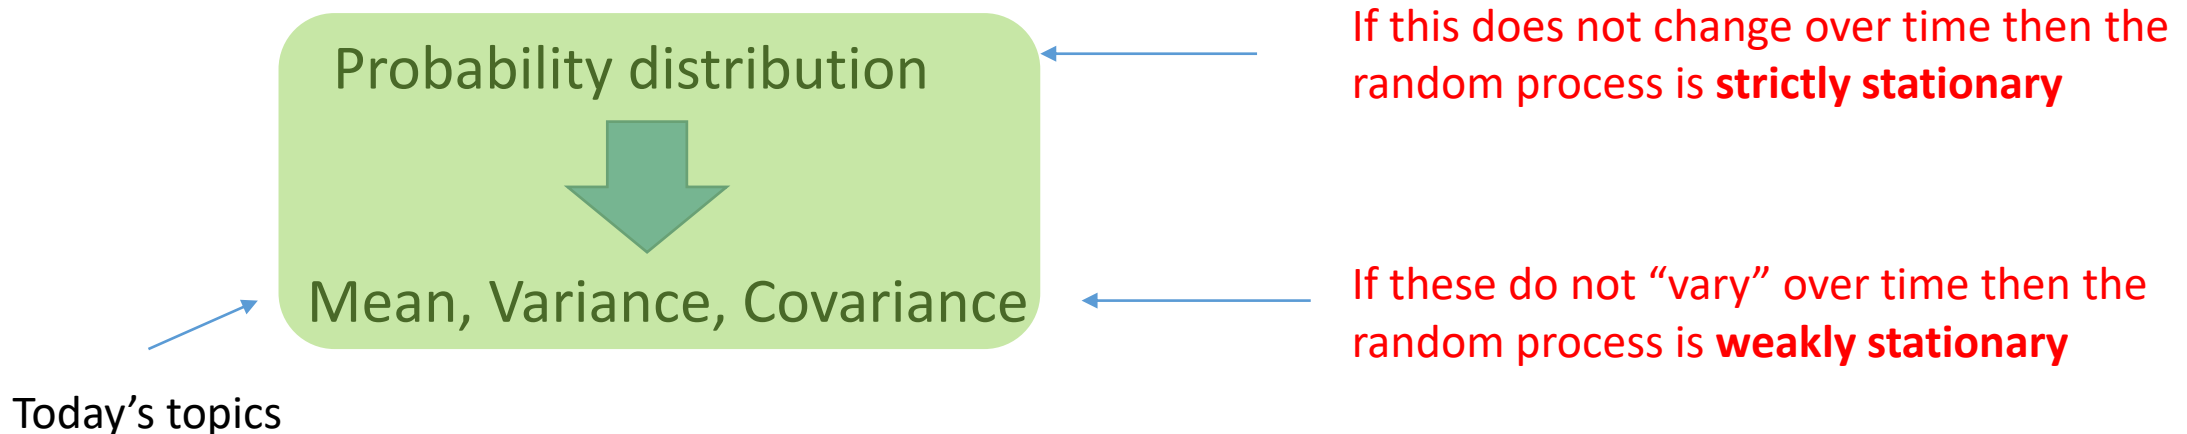 Probability distribution
Mean, Variance, Covariance
If this does not change over time then the
random process is strictly stationary
If these do not “vary” over time then the
random process is weakly stationary
Today’s topics